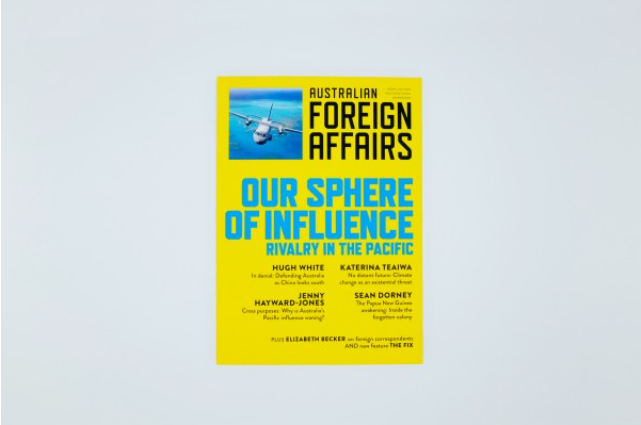 AUSTRALIAN
FOREIGN
AFFAIRS
OUR SPHERE
OF INFLUENCE
RIVALRY IN THE PACIFIC
HUGH WHITE
In denial: Defending Australia
as China looks south
KATERINA TEAIWA
No distant future: Climate
change as an existential threat
JENNY
HAYWARD-JONES
Cross purposes: Why is Australia's
Pacific influence waning?
SEAN DORNEY
The Papua New Guinea
awakening: Inside the
forgotten colony
PLUS ELIZABETH BECKER on foreign correspondents
AND new feature THE FIX